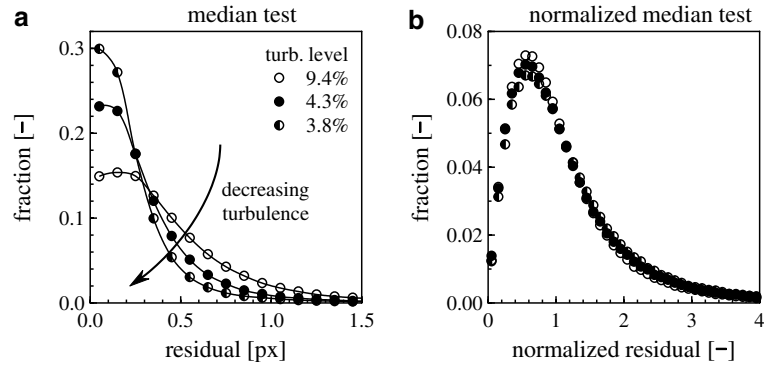 a
median test
0.3
0.2
0.1
0.0
fraction [–]
turb. level
9.4%
4.3%
3.8%
decreasing
turbulence
0.0 0.5 1.0 1.5
residual [px]
b
normalized median test
0.08
0.06
0.04
0.02
0.00
fraction [–]
0 1 2 3 4
normalized residual [–]